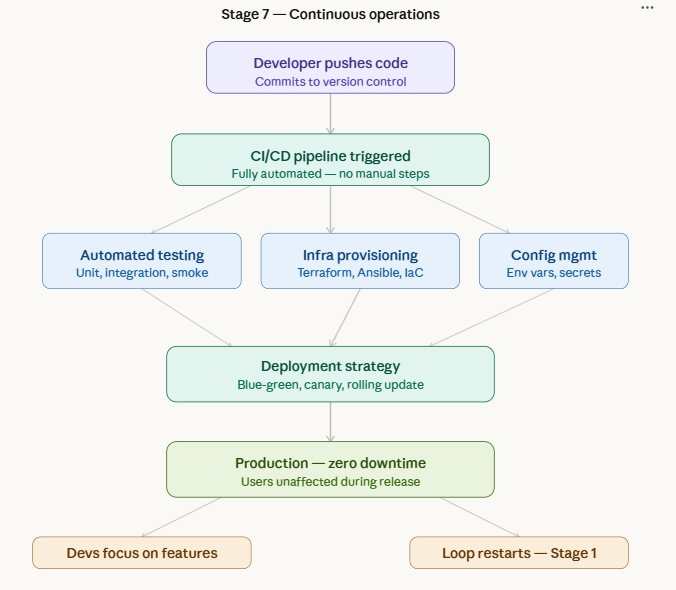 Stage 7 — Continuous operations
Developer pushes code
Commits to version control
CI/CD pipeline triggered
Fully automated — no manual steps
Automated testing
Unit, integration, smoke
Infra provisioning
Terraform, Ansible, IaC
Config mgmt
Env vars, secrets
Deployment strategy
Blue-green, canary, rolling update
Production — zero downtime
Users unaffected during release
Devs focus on features
Loop restarts — Stage 1